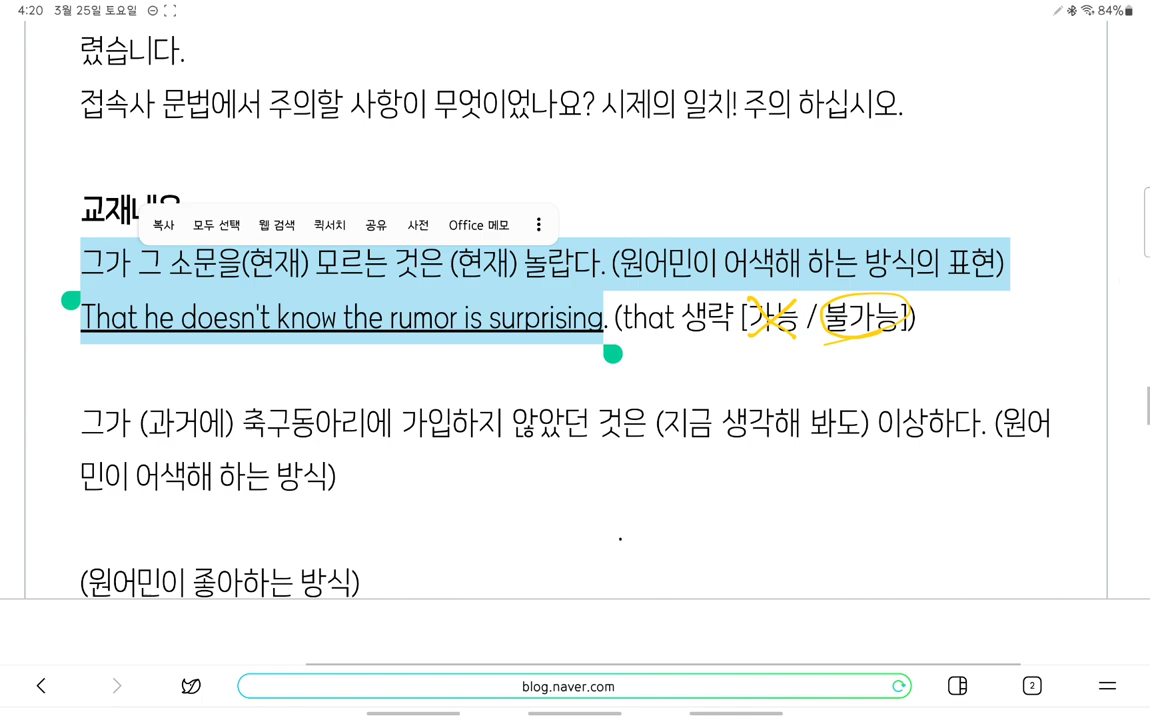 4:20 3월 25일 토요일 84%
렸습니다.
접속사 문법에서 주의할 사항이 무엇이었나요? 시제의 일치! 주의 하십시오.
교재내용
복사 모두 선택 웹 검색 퀵서치 공유 사전 Office 메모
그가 그 소문을(현재) 모르는 것은 (현재) 놀랍다. (원어민이 어색해 하는 방식의 표현)
That he doesn't know the rumor is surprising. (that 생략 [가능 / 불가능])
그가 (과거에) 축구동아리에 가입하지 않았던 것은 (지금 생각해 봐도) 이상하다. (원어
민이 어색해 하는 방식)
.
(원어민이 좋아하는 방식)
blog.naver.com 2